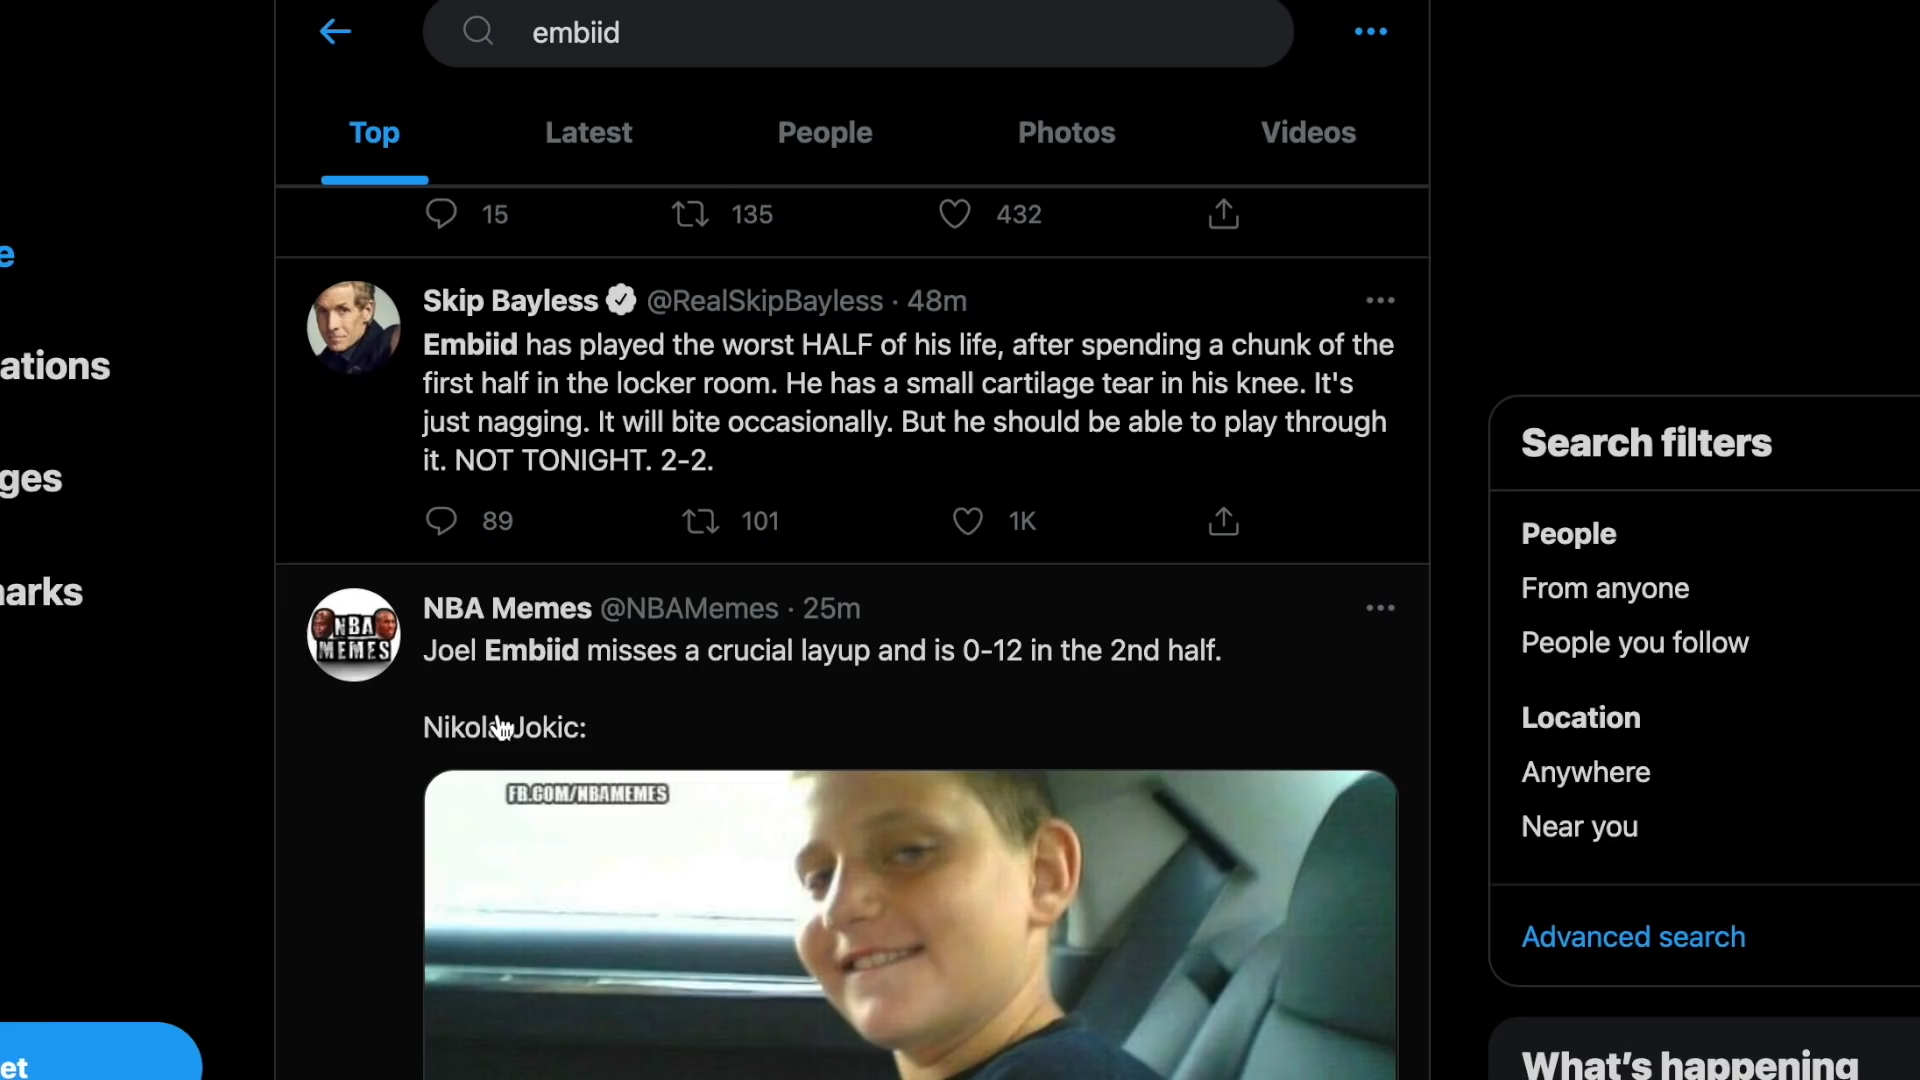 embiid
Top Latest People Photos Videos
15 135 432
e
Skip Bayless @RealSkipBayless · 48m
Embiid has played the worst HALF of his life, after spending a chunk of the
first half in the locker room. He has a small cartilage tear in his knee. It's
just nagging. It will bite occasionally. But he should be able to play through
it. NOT TONIGHT. 2-2.
89 101 1K
ations
ges
arks
et
NBA Memes @NBAMemes · 25m
NBA
MEMES
Joel Embiid misses a crucial layup and is 0-12 in the 2nd half.
Nikola Jokic:
FB.COM/NBAMEMES
Search filters
People
From anyone
People you follow
Location
Anywhere
Near you
Advanced search
What's happening